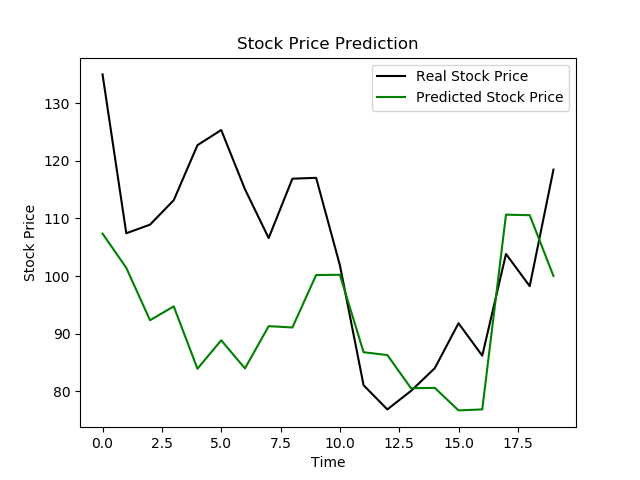 Stock Price Prediction
Real Stock Price
Predicted Stock Price
Stock Price
130
120
110
100
90
80
0.0 2.5 5.0 7.5 10.0 12.5 15.0 17.5
Time